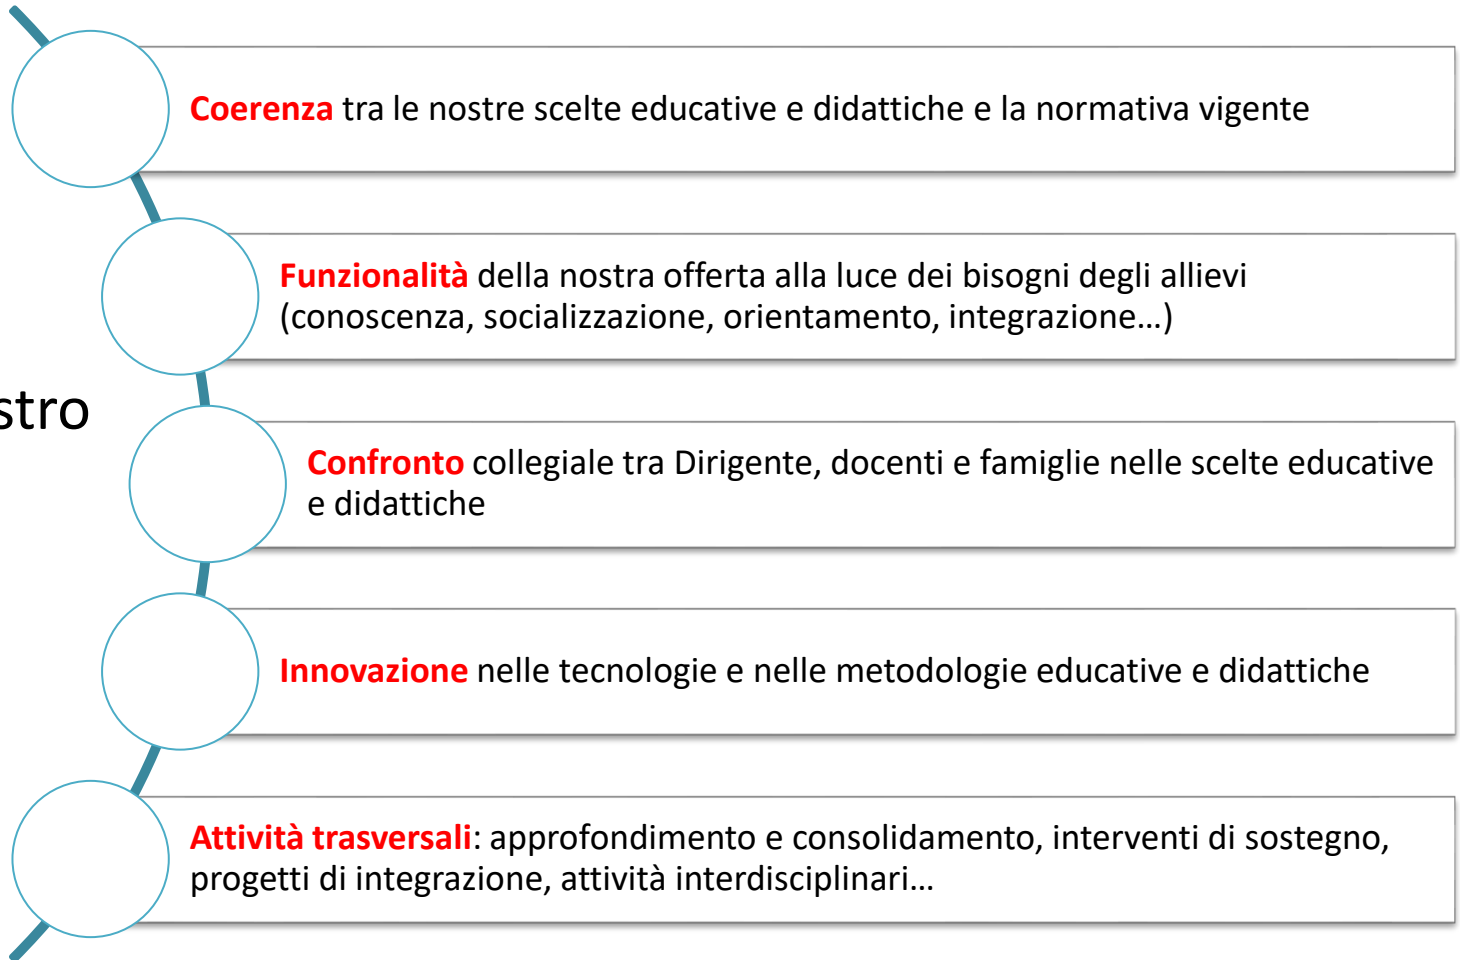 Coerenza tra le nostre scelte educative e didattiche e la normativa vigente
Funzionalità della nostra offerta alla luce dei bisogni degli allievi
(conoscenza, socializzazione, orientamento, integrazione…)
Confronto collegiale tra Dirigente, docenti e famiglie nelle scelte educative
e didattiche
Innovazione nelle tecnologie e nelle metodologie educative e didattiche
Attività trasversali: approfondimento e consolidamento, interventi di sostegno,
progetti di integrazione, attività interdisciplinari…